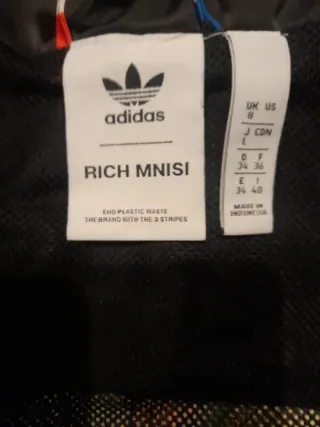 adidas
RICH MNISI
END PLASTIC WASTE
THE BRAND WITH THE 3 STRIPES
UK US
8
J CDN
L
D F
34 36
E I
34 40
MADE IN
INDONESIA